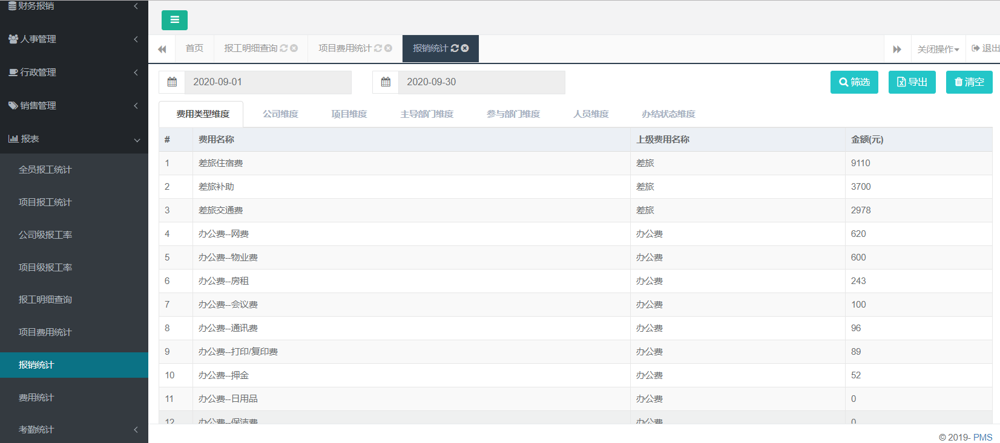 财务报销
人事管理
行政管理
销售管理
报表
全员报工统计
项目报工统计
公司级报工率
项目级报工率
报工明细查询
项目费用统计
报销统计
费用统计
考勤统计
首页 报工明细查询 项目费用统计 报销统计 关闭操作 退出
2020-09-01 2020-09-30 筛选 导出 清空
费用类型维度 公司维度 项目维度 主导部门维度 参与部门维度 人员维度 办结状态维度
# 费用名称 上级费用名称 金额(元)
1 差旅住宿费 差旅 9110
2 差旅补助 差旅 3700
3 差旅交通费 差旅 2978
4 办公费--网费 办公费 620
5 办公费--物业费 办公费 600
6 办公费--房租 办公费 243
7 办公费--会议费 办公费 100
8 办公费--通讯费 办公费 96
9 办公费--打印/复印费 办公费 89
10 办公费--押金 办公费 52
11 办公费--日用品 办公费 0
12 办公费--保洁费 办公费 0
© 2019- PMS